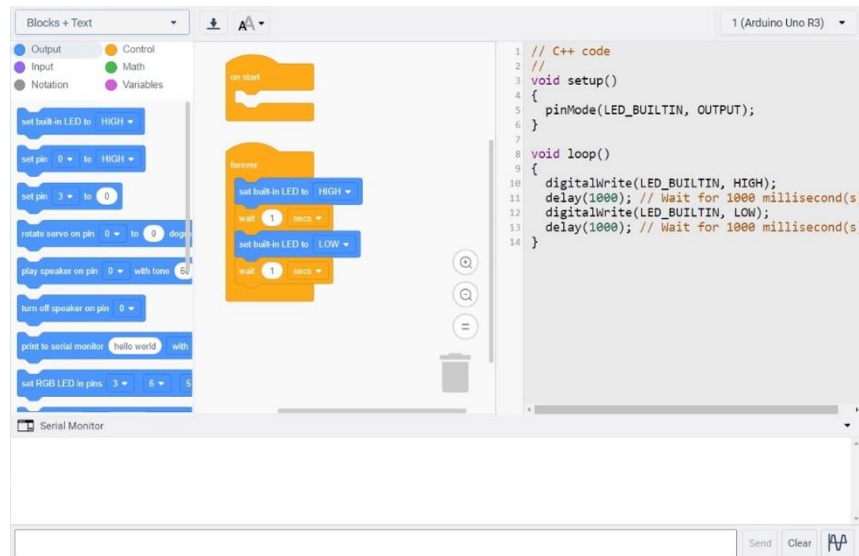 Blocks + Text
1 (Arduino Uno R3)
Output
Control
Input
Math
Notation
Variables
set built-in LED to HIGH
set pin 0 to HIGH
set pin 3 to 0
rotate servo on pin 0 to 0 degr
play speaker on pin 0 with tone 6
turn off speaker on pin 0
print to serial monitor hello world with
set RGB LED in pins 3 6 5
on start
forever
set built-in LED to HIGH
wait 1 secs
set built-in LED to LOW
wait 1 secs
1 // C++ code
2 //
3 void setup()
4 {
5 pinMode(LED_BUILTIN, OUTPUT);
6 }
7
8 void loop()
9 {
10 digitalWrite(LED_BUILTIN, HIGH);
11 delay(1000); // Wait for 1000 millisecond(s
12 digitalWrite(LED_BUILTIN, LOW);
13 delay(1000); // Wait for 1000 millisecond(s
14 }
Serial Monitor
Send
Clear